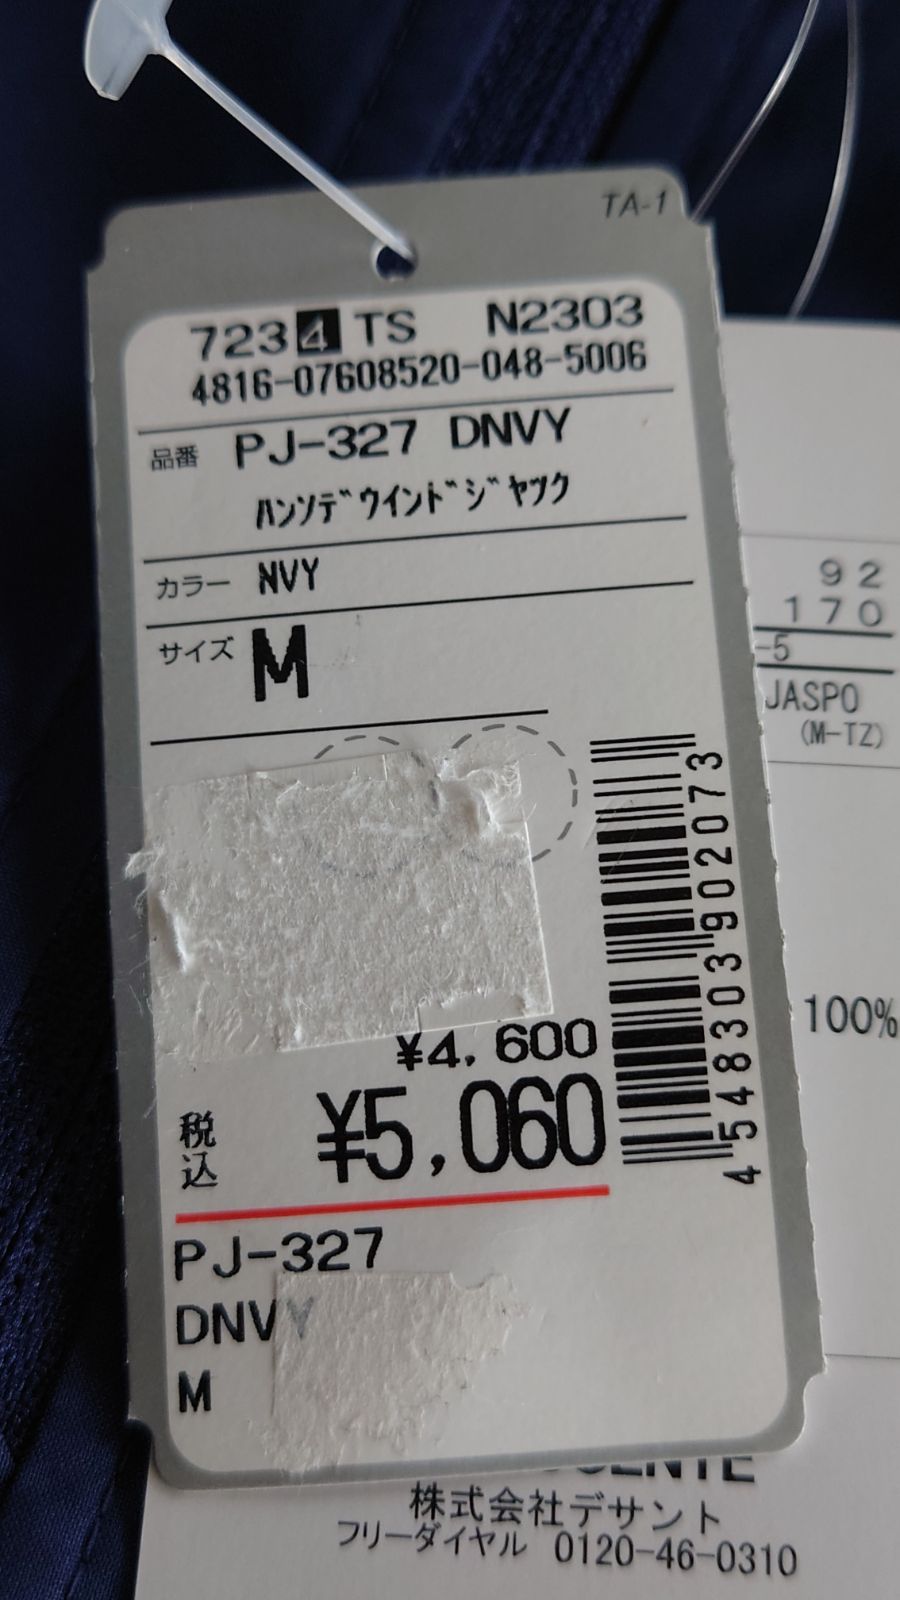 TA-1
7234 TS N2303
4816-07608520-048-5006
品番 PJ-327 DNVY
ﾊﾝｿﾃﾞｳｲﾝﾄﾞｼﾞﾔﾂｸ
カラー NVY
サイズ M
¥4,600
税込 ¥5,060
PJ-327
DNVY
M
4548303902073
92
170
-5
JASPO
(M-TZ)
100%
株式会社デサント
フリーダイヤル 0120-46-0310